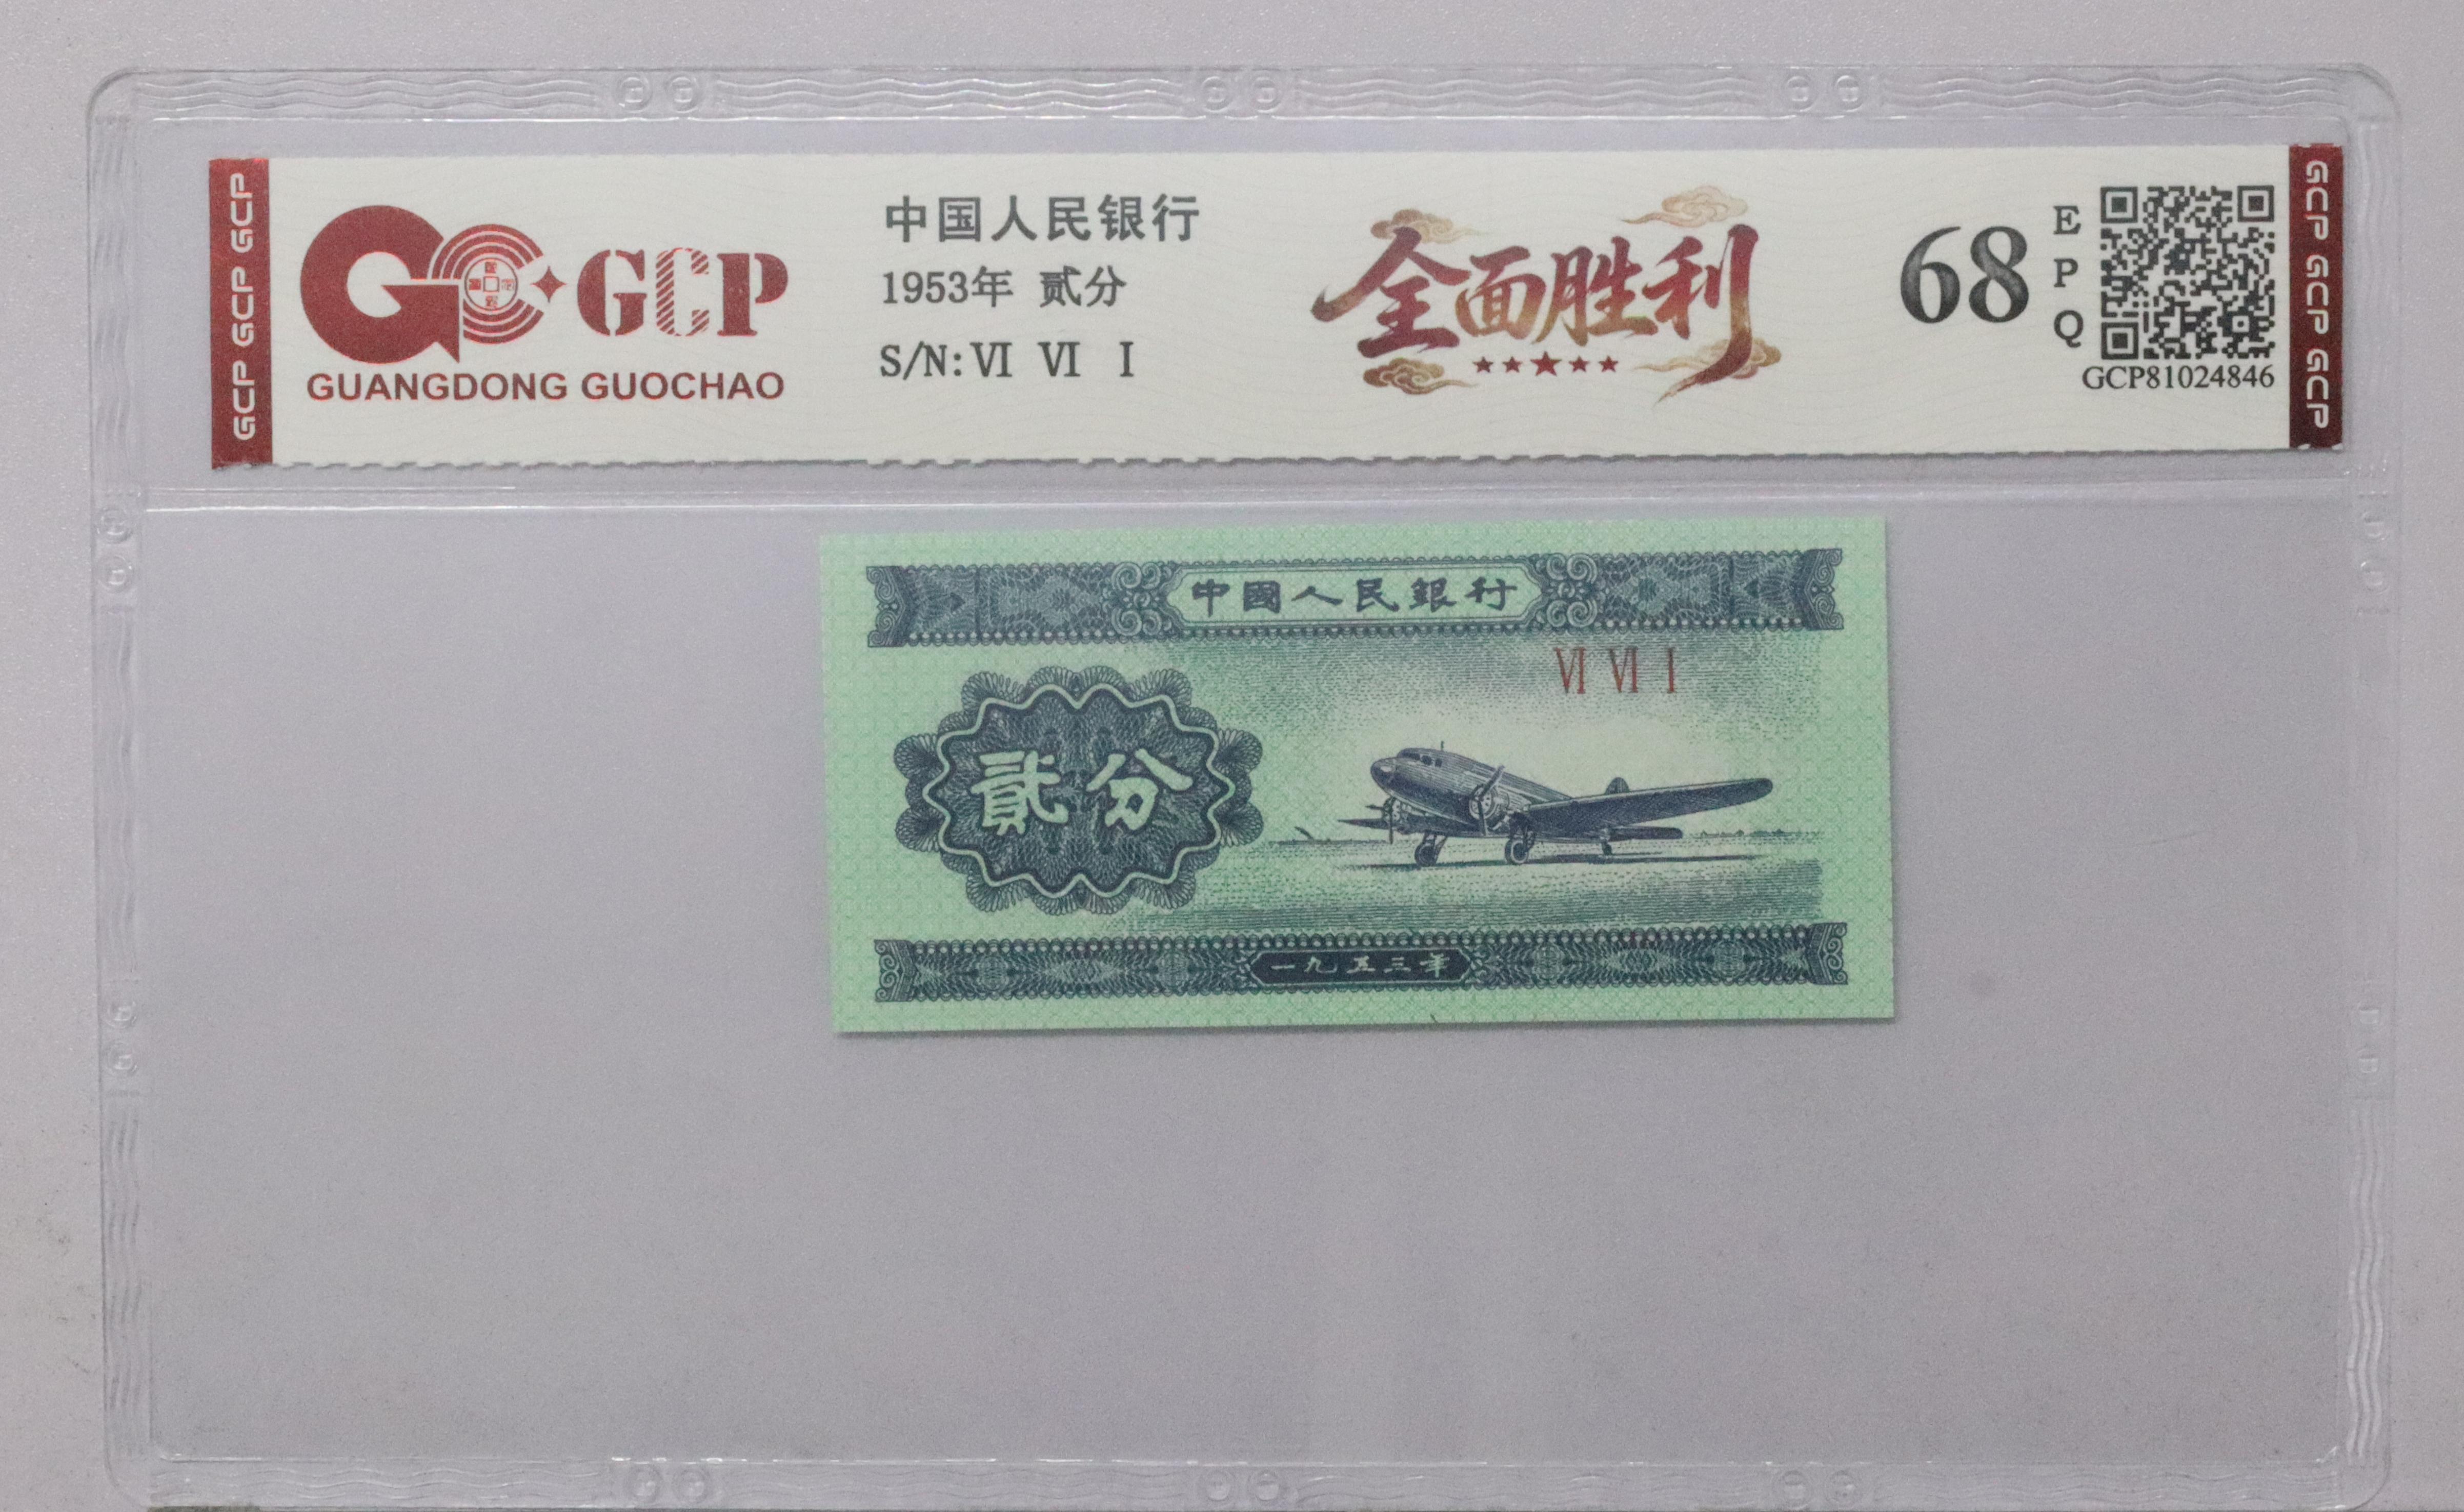 GCP GCP GCP
GCP
GUANGDONG GUOCHAO
中国人民银行
1953年 贰分
S/N:Ⅵ Ⅵ Ⅰ
全面胜利
68
EPQ
GCP81024846
GCP GCP GCP
中國人民銀行
Ⅵ Ⅵ Ⅰ
貳分
一九五三年